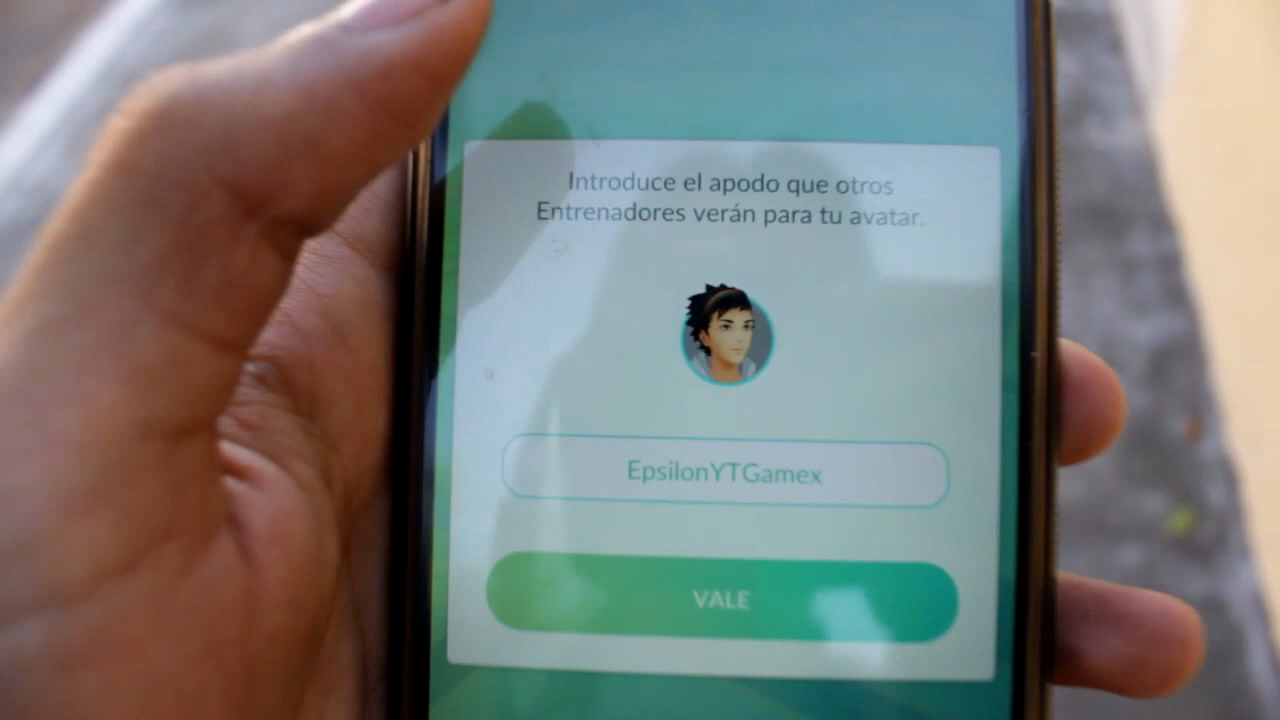 Introduce el apodo que otros
Entrenadores verán para tu avatar.
EpsilonYTGamex
VALE